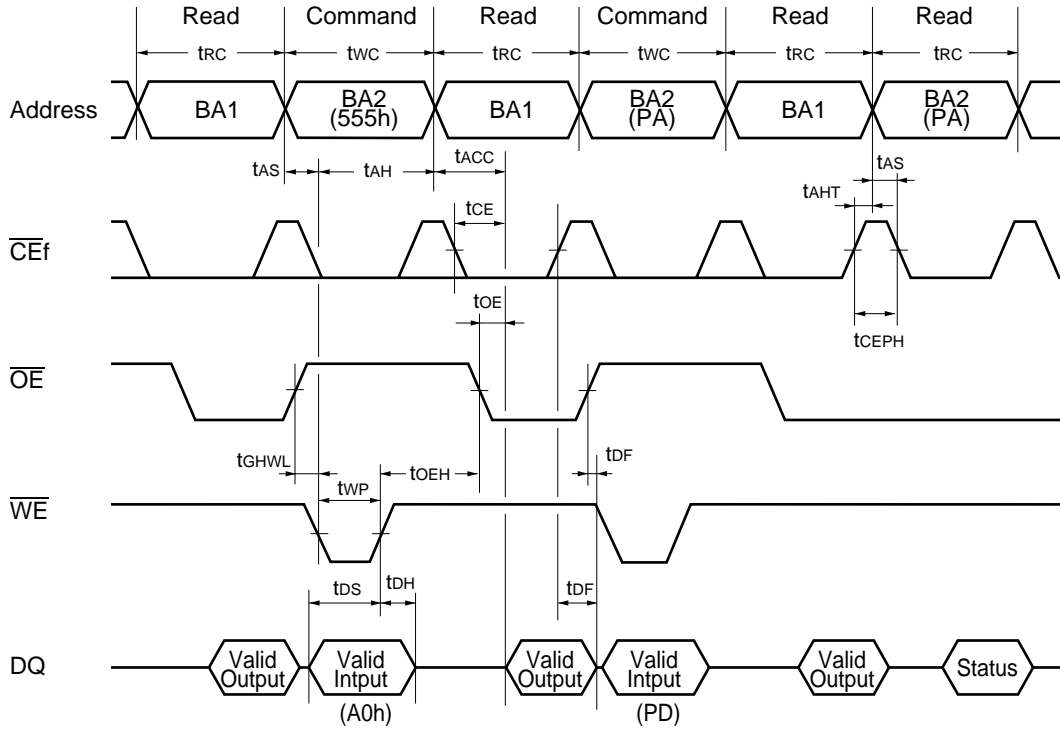 Read Command Read Command Read Read
tRC tWC tRC tWC tRC tRC
Address BA1 BA2 BA1 BA2 BA1 BA2
(555h) (PA) (PA)
tAS tAH tACC tAS
tAHT
tCE
CEf
tOE
tCEPH
OE
tGHWL tOEH tDF
tWP
WE
tDS tDH tDF
DQ Valid Valid Valid Valid Valid Status
Output Intput Output Intput Output
(A0h) (PD)